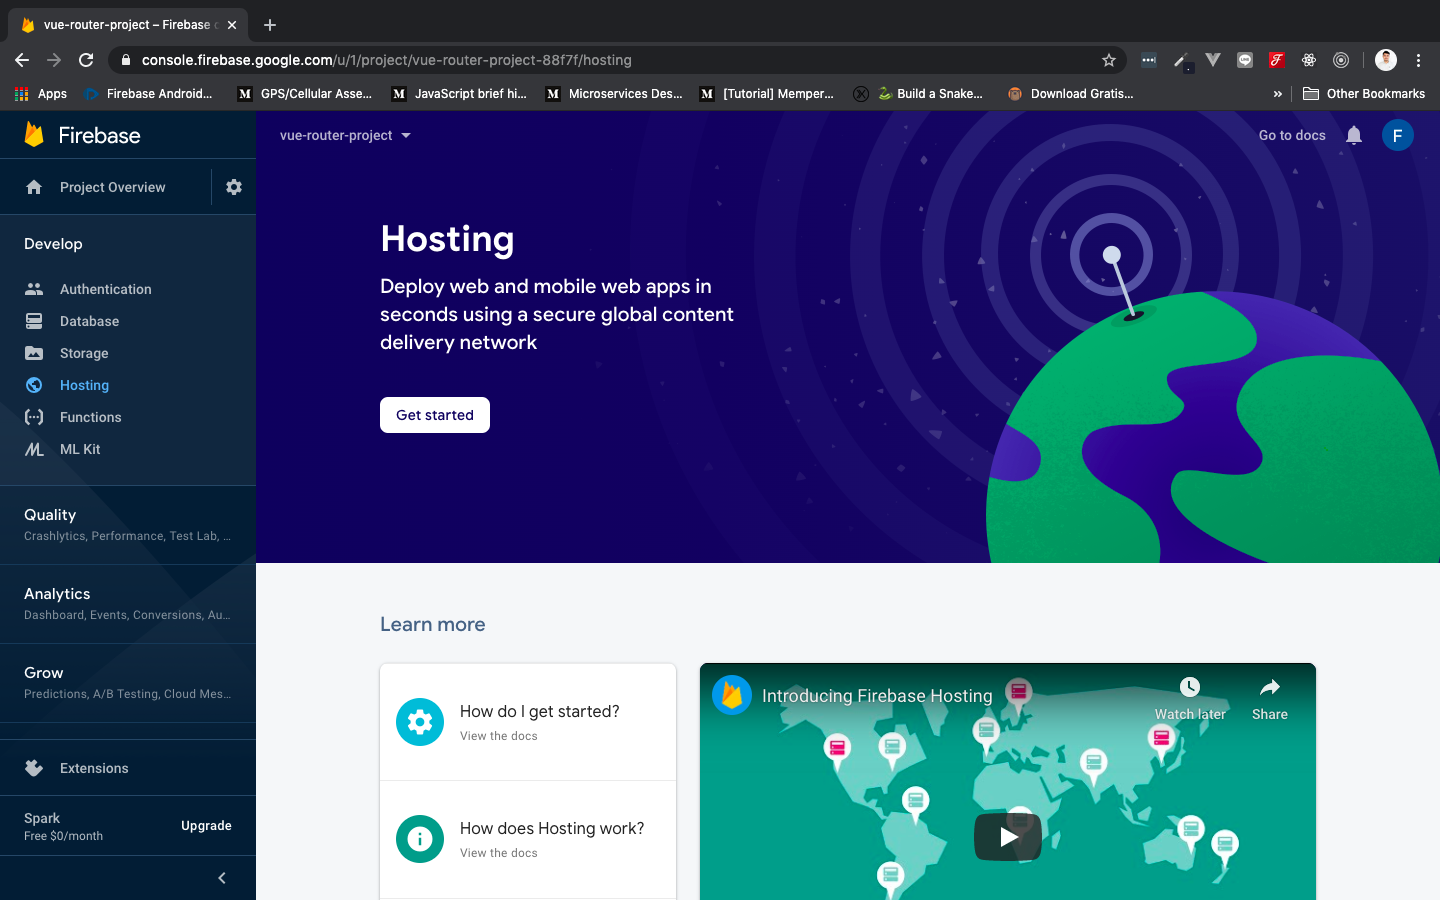 vue-router-project – Firebase c
console.firebase.google.com/u/1/project/vue-router-project-88f7f/hosting
Apps
Firebase Android...
GPS/Cellular Asse...
JavaScript brief hi...
Microservices Des...
[Tutorial] Memper...
Build a Snake...
Download Gratis...
»
Other Bookmarks
Firebase
vue-router-project
Go to docs
F
Project Overview
Develop
Authentication
Database
Storage
Hosting
Functions
ML Kit
Quality
Crashlytics, Performance, Test Lab, ...
Analytics
Dashboard, Events, Conversions, Au...
Grow
Predictions, A/B Testing, Cloud Mes...
Extensions
Spark
Free $0/month
Upgrade
Hosting
Deploy web and mobile web apps in
seconds using a secure global content
delivery network
Get started
Learn more
How do I get started?
View the docs
How does Hosting work?
View the docs
Introducing Firebase Hosting
Watch later
Share